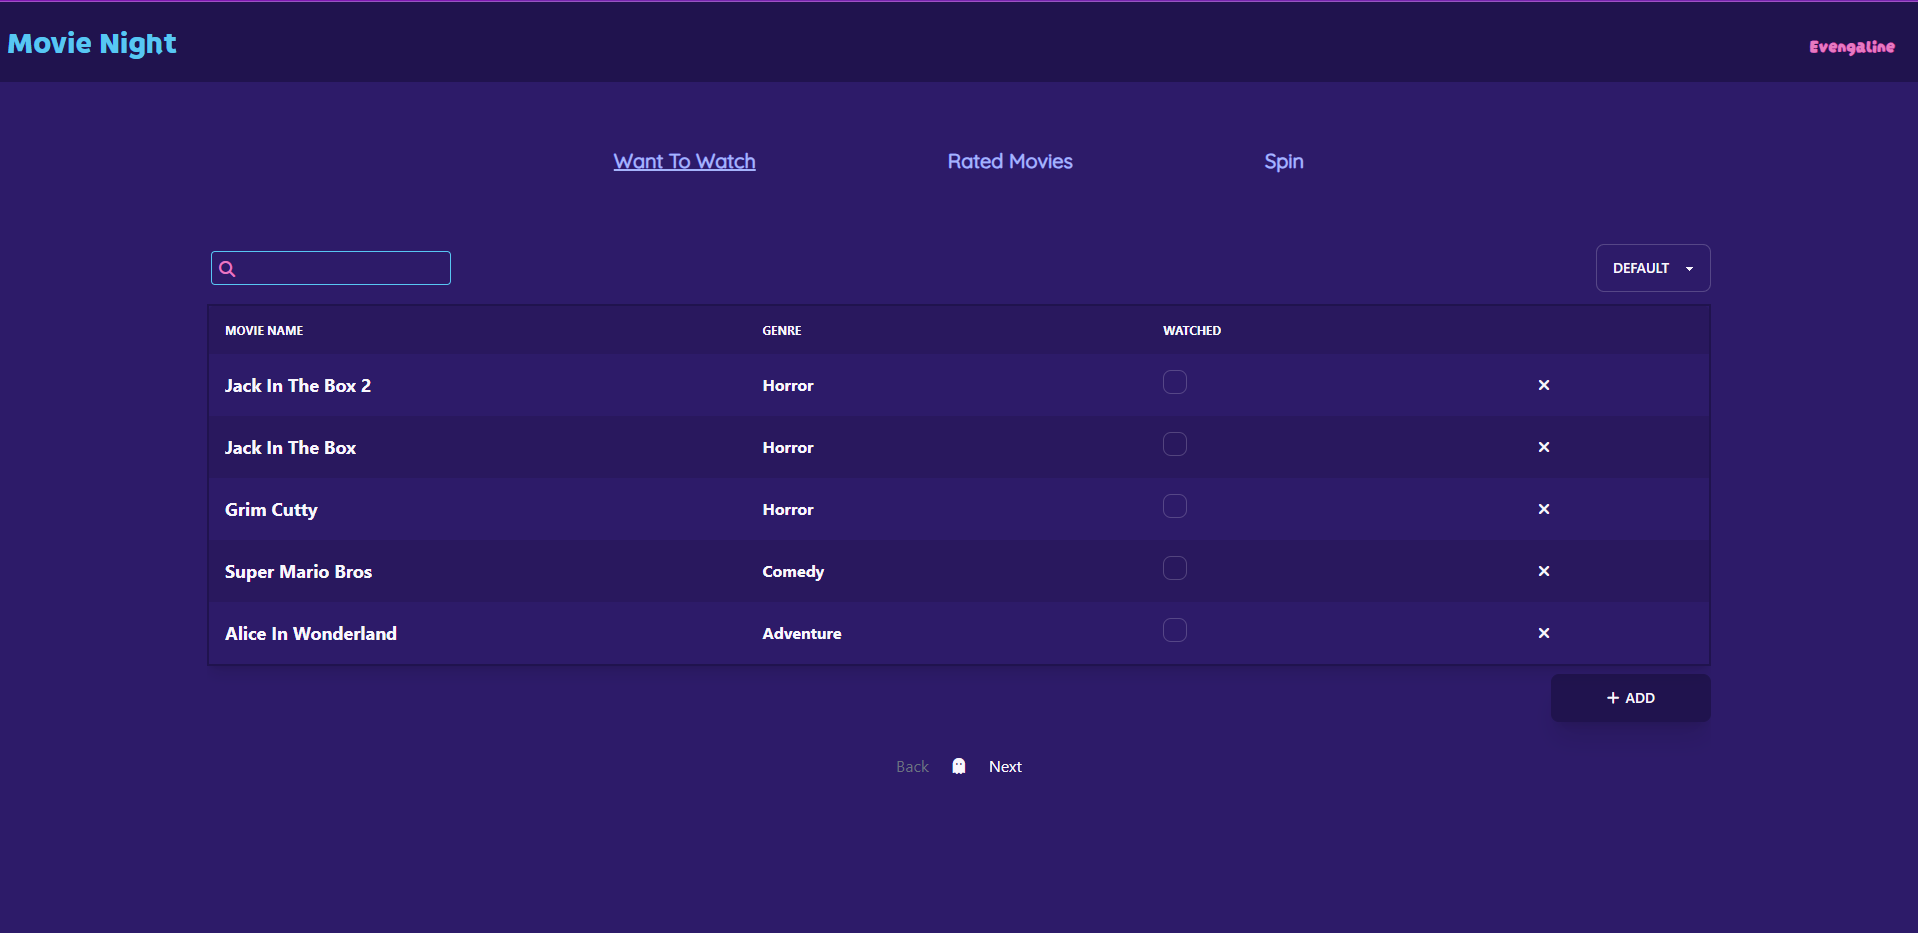 Movie Night
Evengaline
Want To Watch Rated Movies Spin
DEFAULT
MOVIE NAME GENRE WATCHED
Jack In The Box 2 Horror
Jack In The Box Horror
Grim Cutty Horror
Super Mario Bros Comedy
Alice In Wonderland Adventure
+ ADD
Back Next